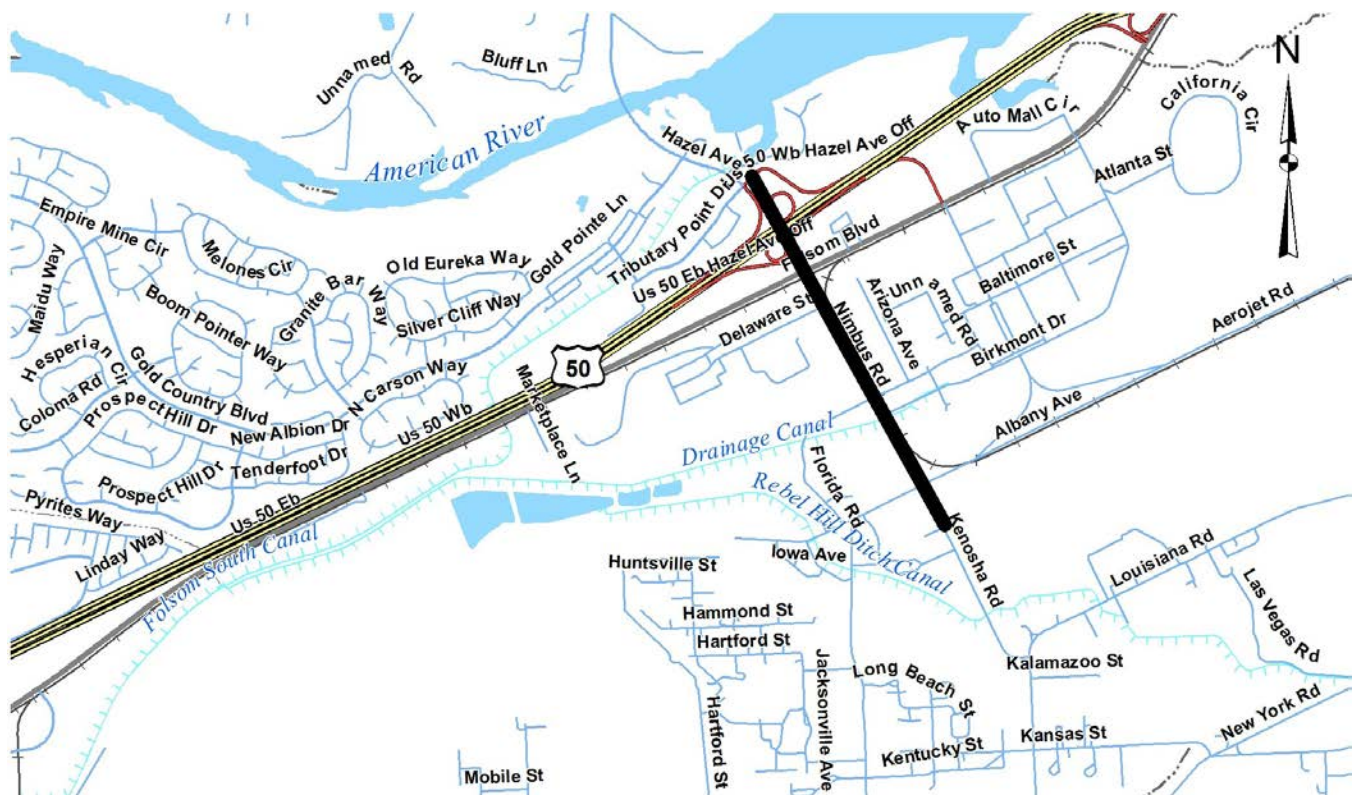 Unnamed Rd
Bluff Ln
N
California Cir
American River
Hazel Ave
Us 50 Wb Hazel Ave Off
Auto Mall Cir
Atlanta St
Empire Mine Cir
Melones Cir
Old Eureka Way
Gold Pointe Ln
Tributary Point Dr
Us 50 Eb Hazel Ave Off
Folsom Blvd
Maidu Way
Boom Pointer Way
Granite Bar Way
Silver Cliff Way
Delaware St
Nimbus Rd
Arizona Ave
Unnamed Rd
Baltimore St
Birkmont Dr
Aerojet Rd
Hesperian Cir
Coloma Rd
Prospect Hill Dr
Gold Country Blvd
New Albion Dr
N Carson Way
50
Marketplace Ln
Us 50 Wb
Albany Ave
Prospect Hill Dr
Tenderfoot Dr
Drainage Canal
Florida Rd
Rebel Hill Ditch Canal
Pyrites Way
Us 50 Eb
Linday Way
Folsom South Canal
Iowa Ave
Kenosha Rd
Louisiana Rd
Las Vegas Rd
Huntsville St
Hammond St
Hartford St
Kalamazoo St
Jacksonville Ave
Long Beach St
Hartford St
Kentucky St
Kansas St
New York Rd
Mobile St